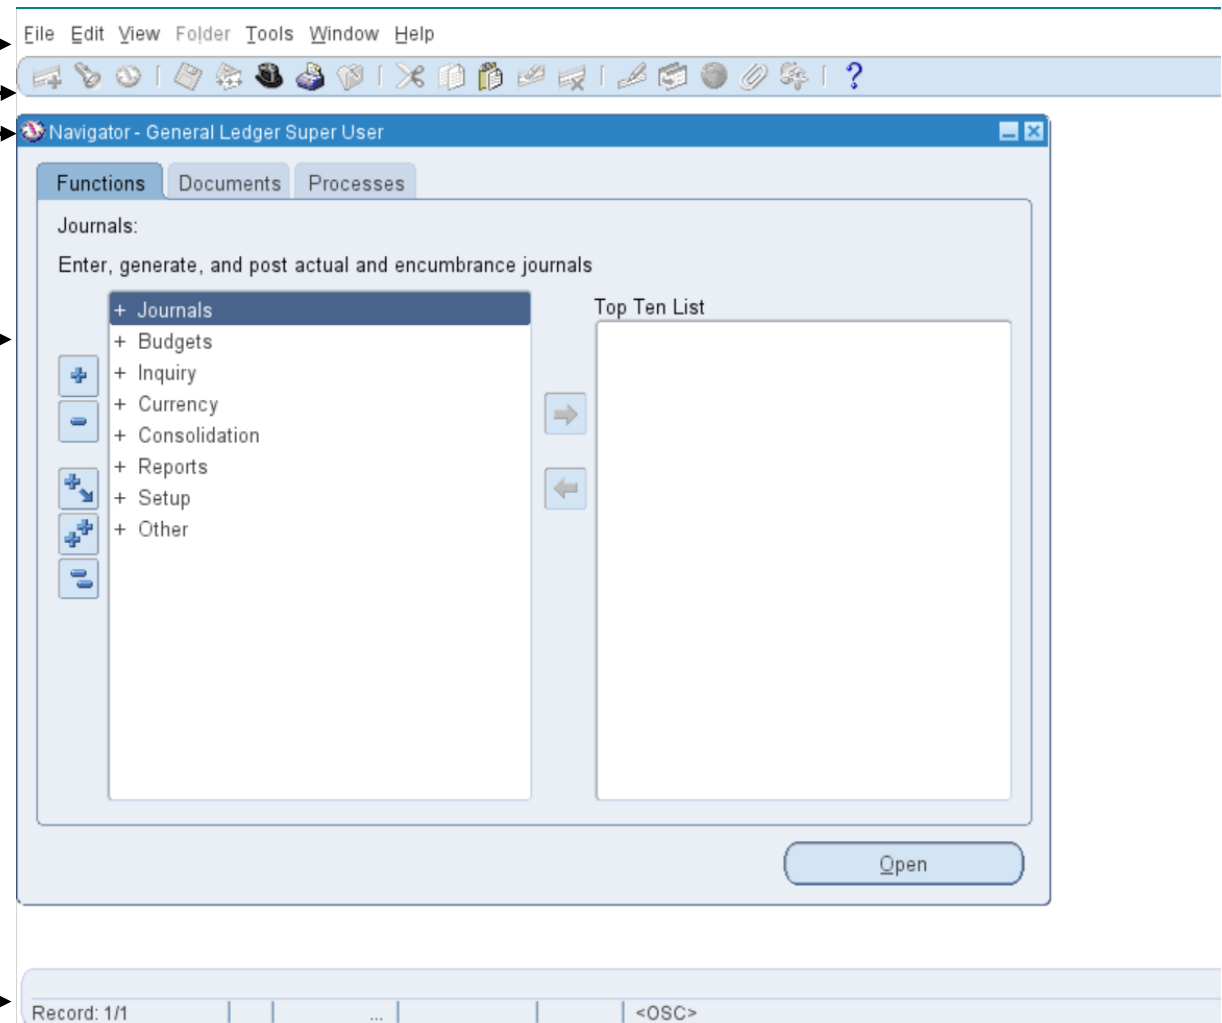 File Edit View Folder Tools Window Help
?
Navigator - General Ledger Super User
Functions Documents Processes
Journals:
Enter, generate, and post actual and encumbrance journals
Top Ten List
+ Journals
+ Budgets
+ Inquiry
+ Currency
+ Consolidation
+ Reports
+ Setup
+ Other
Open
Record: 1/1 ... <OSC>